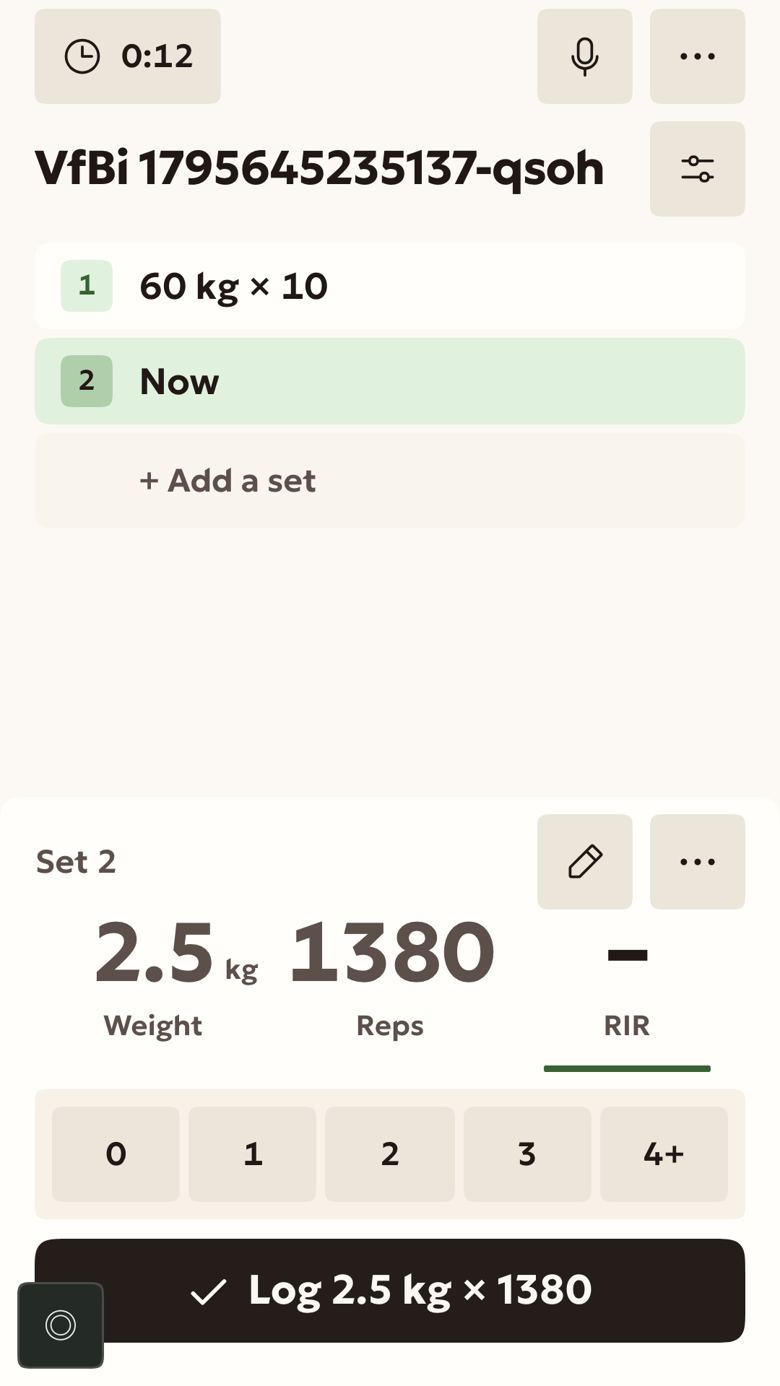 0:12
VfBi 1795645235137-qsoh
1 60 kg × 10
2 Now
+ Add a set
Set 2
2.5 kg 1380 –
Weight Reps RIR
0 1 2 3 4+
Log 2.5 kg × 1380